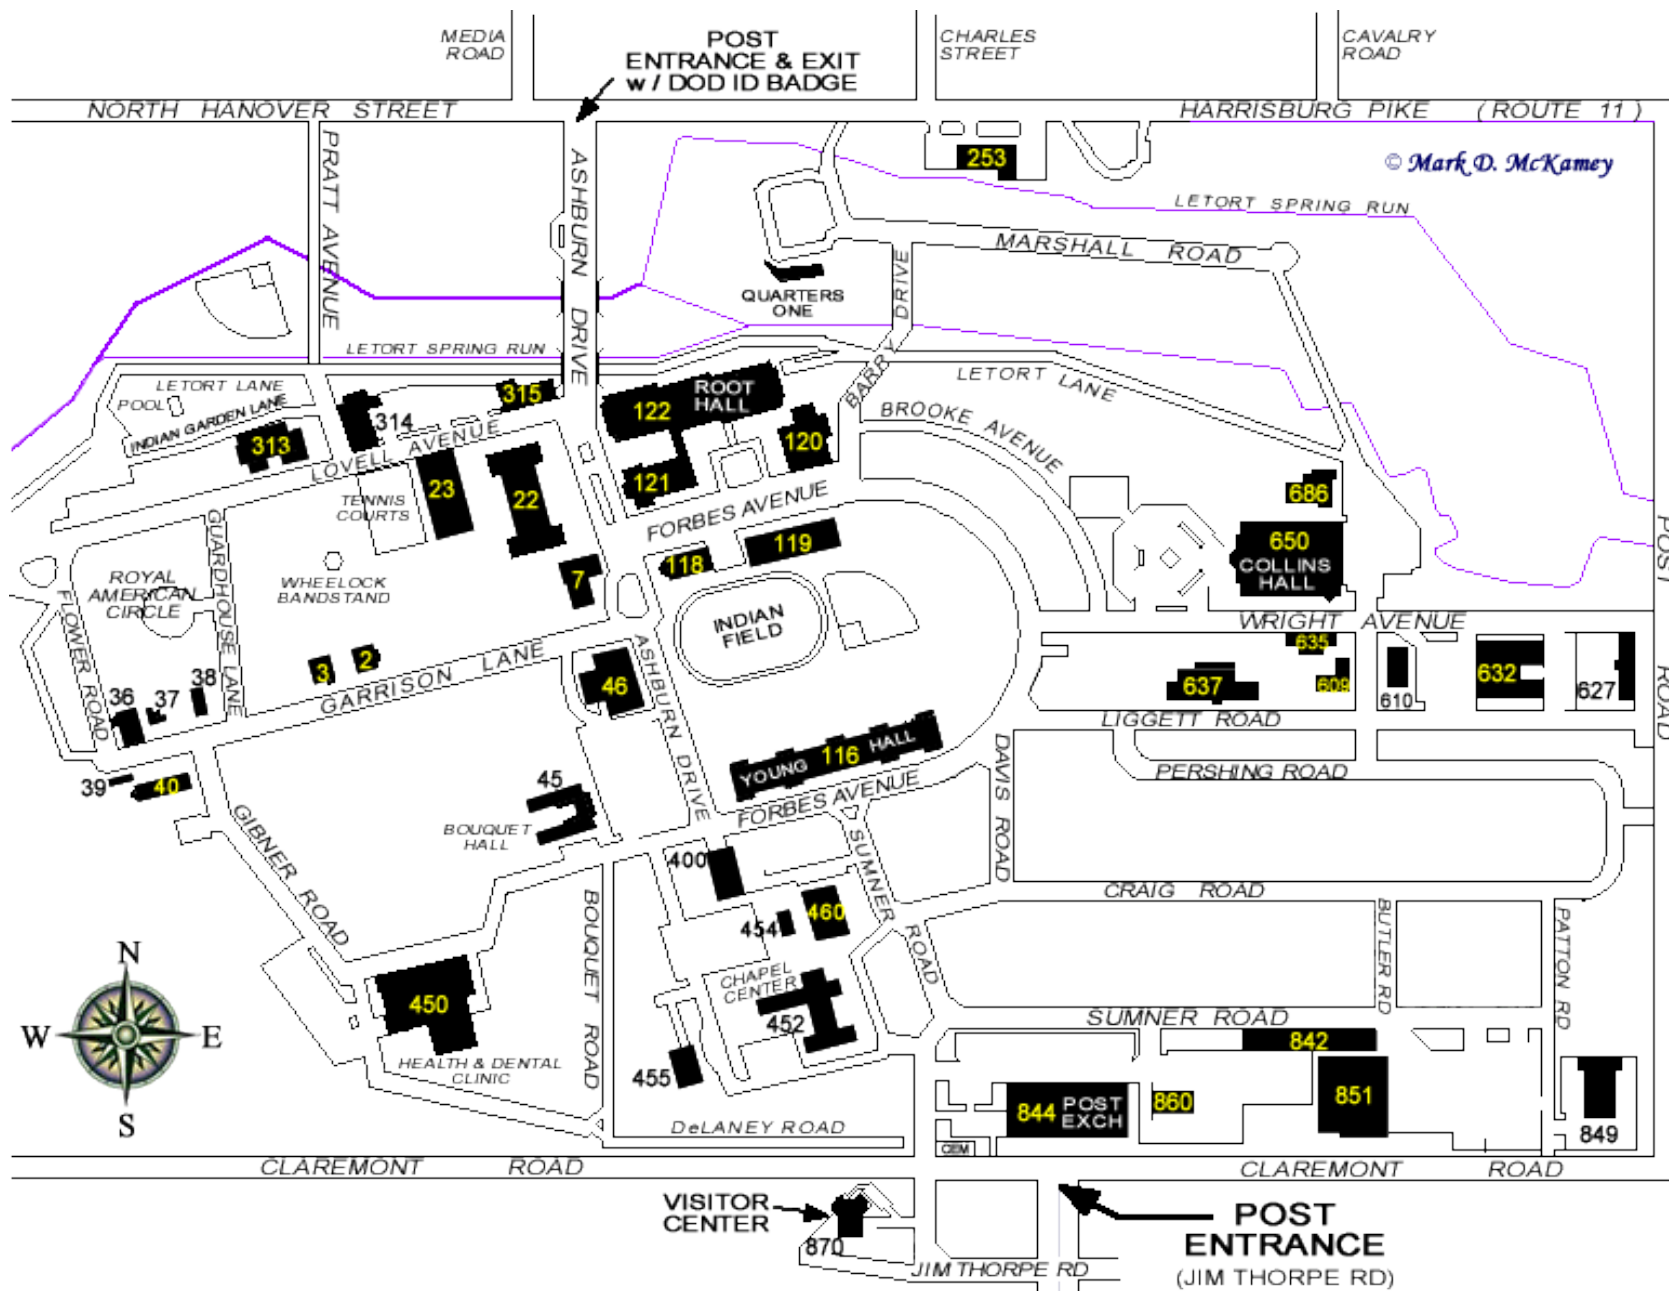 MEDIA
ROAD
POST
ENTRANCE & EXIT
w / DOD ID BADGE
CHARLES
STREET
CAVALRY
ROAD
NORTH HANOVER STREET
HARRISBURG PIKE (ROUTE 11)
PRATT AVENUE
ASHBURN DRIVE
253
© Mark D. McKamey
LETORT SPRING RUN
MARSHALL ROAD
QUARTERS
ONE
BARRY DRIVE
LETORT SPRING RUN
LETORT LANE
POOL
INDIAN GARDEN LANE
313
314
315
LOVELL AVENUE
122
ROOT
HALL
120
121
LETORT LANE
BROOKE AVENUE
23
22
TENNIS
COURTS
FORBES AVENUE
686
650
COLLINS
HALL
POST ROAD
GUARDHOUSE LANE
ROYAL
AMERICAN
CIRCLE
FLOWER ROAD
WHEELOCK
BANDSTAND
7
118
119
INDIAN
FIELD
WRIGHT AVENUE
635
637
609
610
632
627
36
37
38
3
2
GARRISON LANE
46
ASHBURN DRIVE
LIGGETT ROAD
39
40
YOUNG 116 HALL
FORBES AVENUE
DAVIS ROAD
PERSHING ROAD
45
BOUQUET
HALL
GIBNER ROAD
400
SUMNER ROAD
CRAIG ROAD
BUTLER RD
PATTON RD
BOUQUET ROAD
454
460
CHAPEL
CENTER
452
455
N
W
E
S
450
HEALTH & DENTAL
CLINIC
SUMNER ROAD
842
844
POST
EXCH
860
851
849
DeLANEY ROAD
CEM
CLAREMONT ROAD
CLAREMONT ROAD
VISITOR
CENTER
870
JIM THORPE RD
POST
ENTRANCE
(JIM THORPE RD)